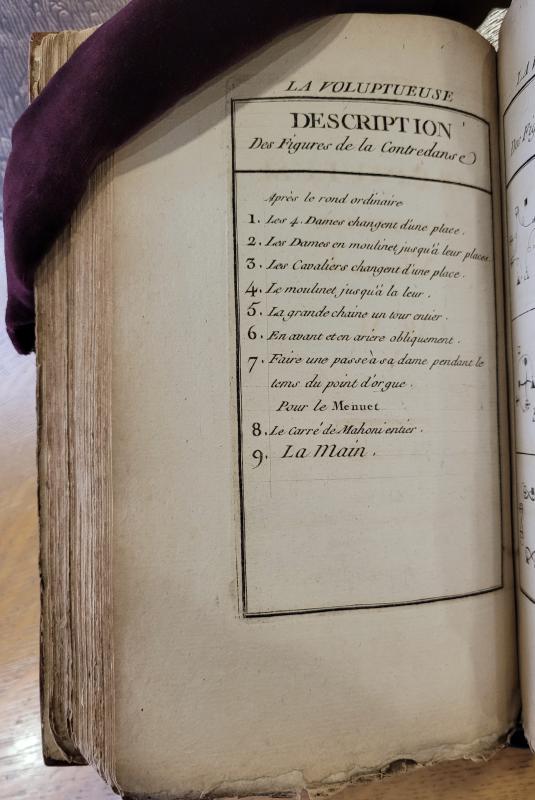 LA VOLUPTUEUSE
DESCRIPTION
Des Figures de la Contredanse
Après le rond ordinaire
1. Les 4. Dames changent d'une place.
2. Les Dames en moulinet jusqu'à leur places.
3. Les Cavaliers changent d'une place.
4. Le moulinet jusqu'á la leur.
5. La grande chaine un tour entier.
6. En avant et en ariere obliquement.
7. Faire une passe à sa dame pendant le
tems du point d'orgue.
Pour le Menuet
8. Le Carré de Mahoni entier.
9. La Main.